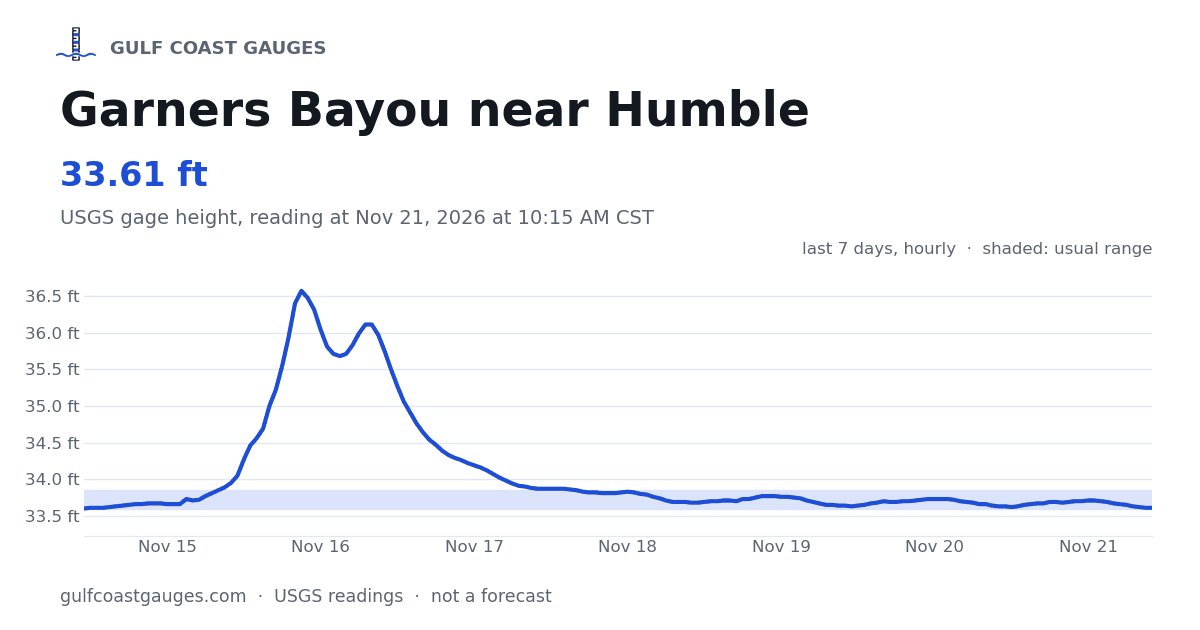 GULF COAST GAUGES
Garners Bayou near Humble
33.61 ft
USGS gage height, reading at Nov 21, 2026 at 10:15 AM CST
last 7 days, hourly · shaded: usual range
36.5 ft
36.0 ft
35.5 ft
35.0 ft
34.5 ft
34.0 ft
33.5 ft
Nov 15 Nov 16 Nov 17 Nov 18 Nov 19 Nov 20 Nov 21
gulfcoastgauges.com · USGS readings · not a forecast